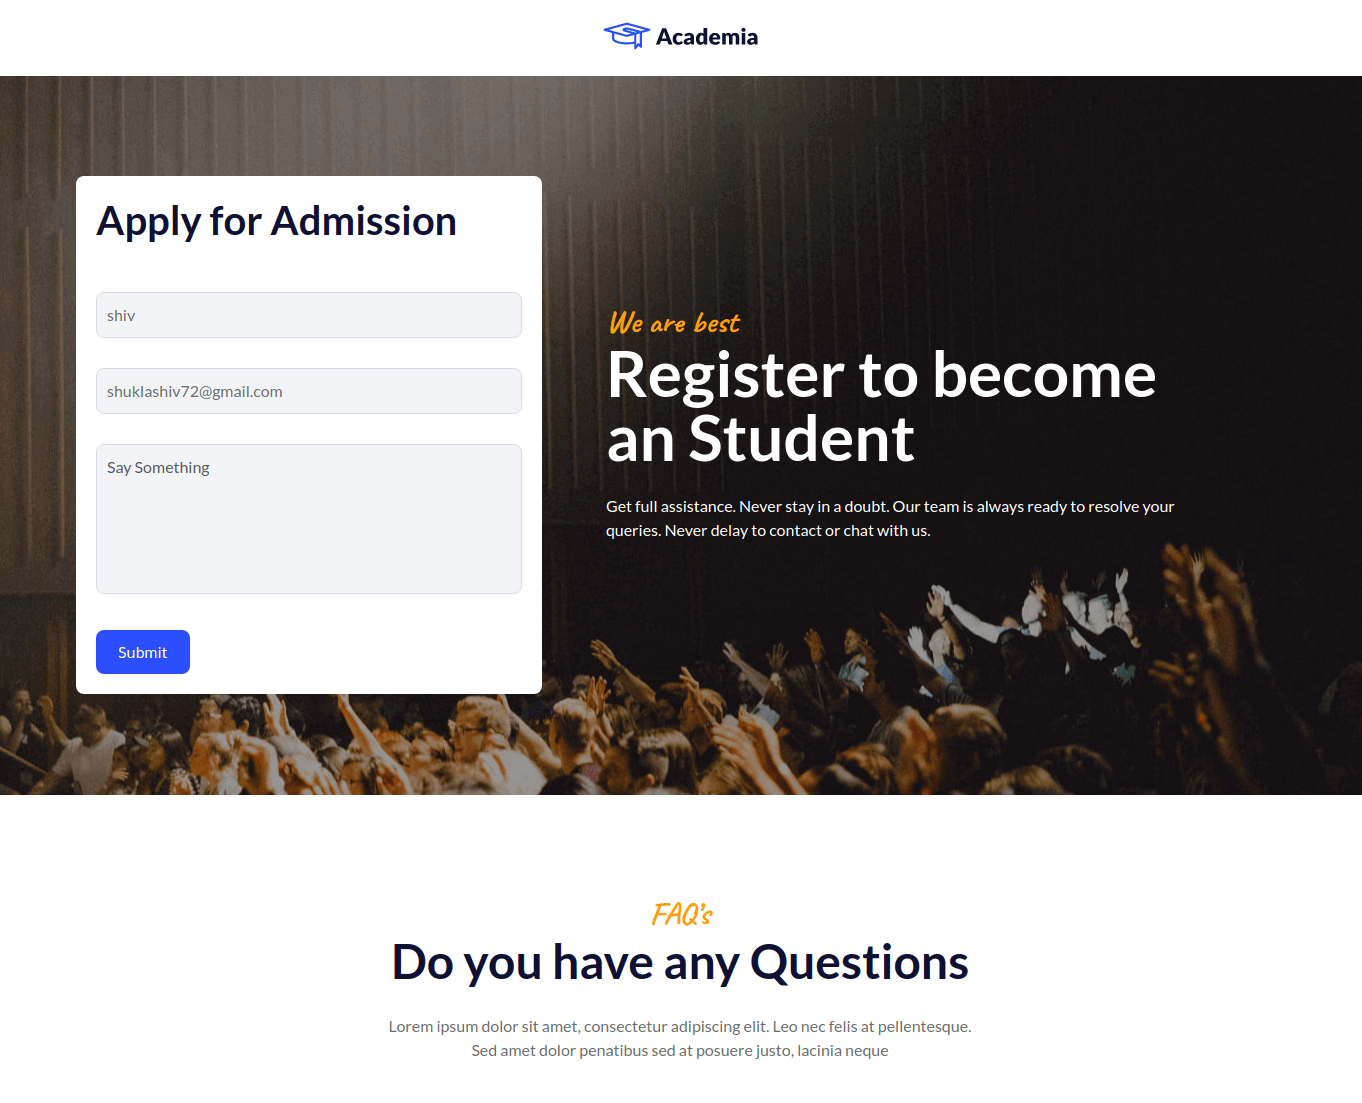 Academia
Apply for Admission
shiv
shuklashiv72@gmail.com
Say Something
Submit
We are best
Register to become
an Student
Get full assistance. Never stay in a doubt. Our team is always ready to resolve your
queries. Never delay to contact or chat with us.
FAQ's
Do you have any Questions
Lorem ipsum dolor sit amet, consectetur adipiscing elit. Leo nec felis at pellentesque.
Sed amet dolor penatibus sed at posuere justo, lacinia neque